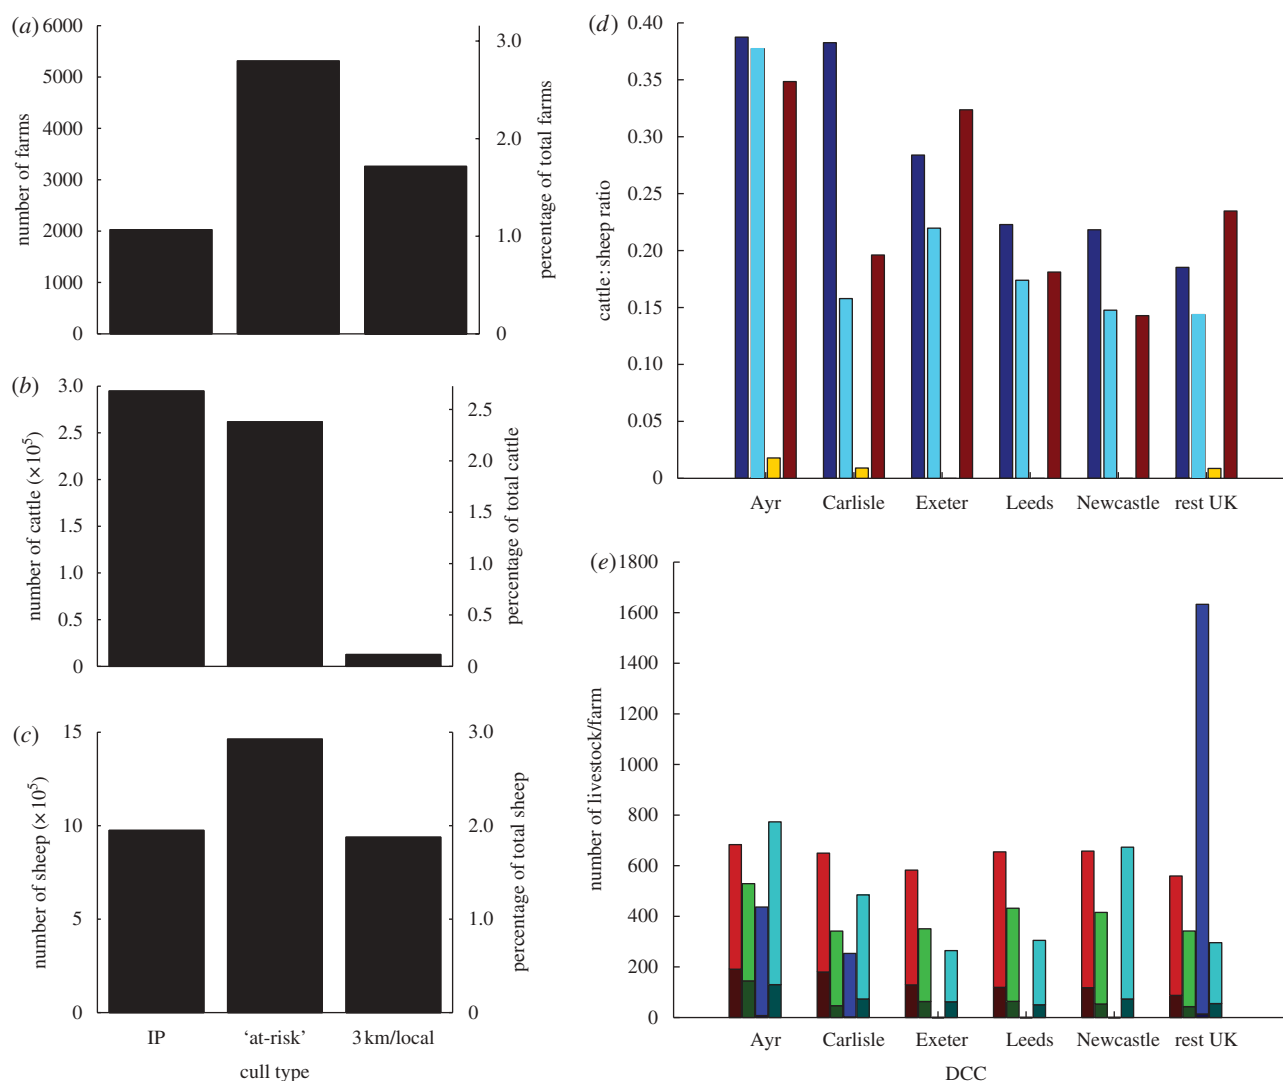 (a)
6000
5000
4000
3000
2000
1000
0
number of farms
3.0
2.0
1.0
0
percentage of total farms
(b)
3.0
2.5
2.0
1.5
1.0
0.5
0
number of cattle (×10⁵)
2.5
2.0
1.0
0.5
0
percentage of total cattle
(c)
15
10
5
0
number of sheep (×10⁵)
3.0
2.0
1.0
0
percentage of total sheep
IP ‘at-risk’ 3 km/local
cull type
(d)
0.40
0.35
0.30
0.25
0.20
0.15
0.10
0.05
0
cattle : sheep ratio
Ayr Carlisle Exeter Leeds Newcastle rest UK
(e)
1800
1600
1400
1200
1000
800
600
400
200
0
number of livestock/farm
Ayr Carlisle Exeter Leeds Newcastle rest UK
DCC